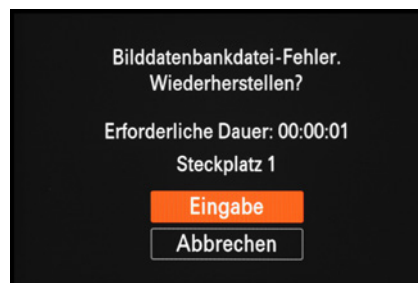 Bilddatenbankdatei-Fehler.
Wiederherstellen?
Erforderliche Dauer: 00:00:01
Steckplatz 1
Eingabe
Abbrechen